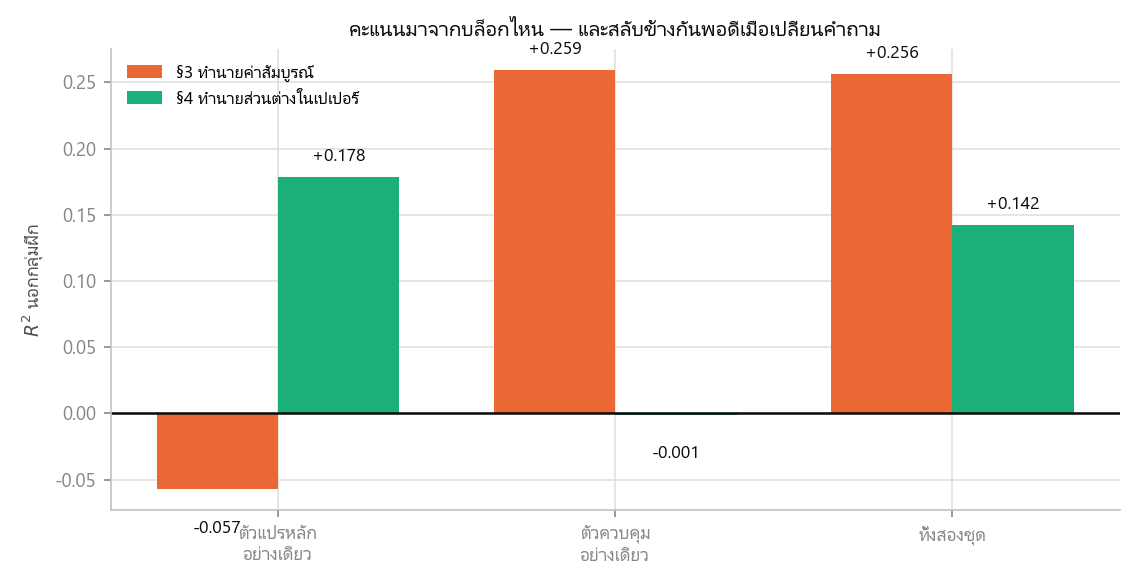 คะแนนมาจากบล็อกไหน — และสลับข้างกันพอดีเมื่อเปลี่ยนคำถาม
§3 ทำนายค่าสัมบูรณ์
§4 ทำนายส่วนต่างในเปเปอร์
+0.259
+0.256
+0.178
+0.142
-0.001
-0.057
0.25
0.20
0.15
0.10
0.05
0.00
-0.05
R² นอกกลุ่มฝึก
ตัวแปรหลัก
อย่างเดียว
ตัวควบคุม
อย่างเดียว
ทั้งสองชุด